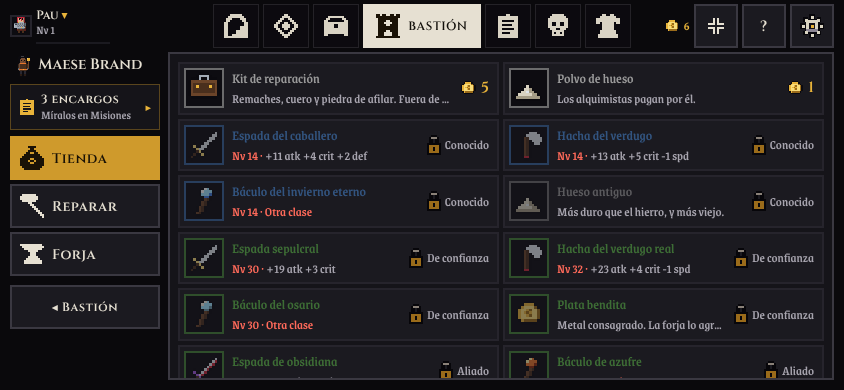 Pau ▾
Nv 1
Bastión
6
?
Maese Brand
3 encargos
Míralos en Misiones
Tienda
Reparar
Forja
◂ Bastión
Kit de reparación
Remaches, cuero y piedra de afilar. Fuera de ...
5
Polvo de hueso
Los alquimistas pagan por él.
1
Espada del caballero
Nv 14 · +11 atk +4 crit +2 def
Conocido
Hacha del verdugo
Nv 14 · +13 atk +5 crit -1 spd
Conocido
Báculo del invierno eterno
Nv 14 · Otra clase
Conocido
Hueso antiguo
Más duro que el hierro, y más viejo.
Conocido
Espada sepulcral
Nv 30 · +19 atk +3 crit
De confianza
Hacha del verdugo real
Nv 32 · +23 atk +4 crit -1 spd
De confianza
Báculo del osario
Nv 30 · Otra clase
De confianza
Plata bendita
Metal consagrado. La forja lo agr...
De confianza
Espada de obsidiana
Aliado
Báculo de azufre
Aliado